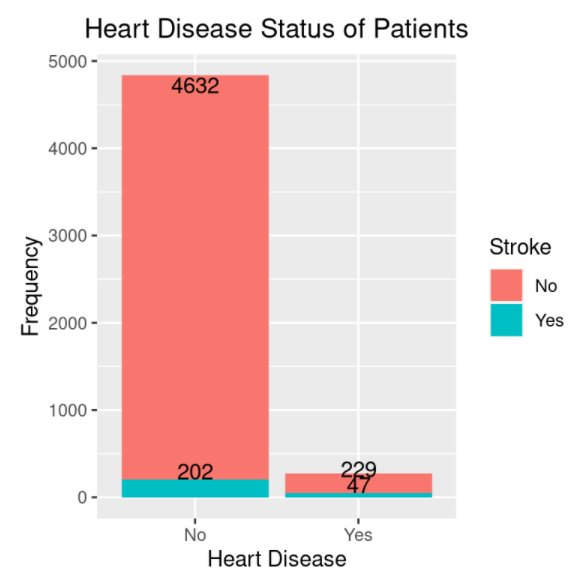 Heart Disease Status of Patients
5000
4000
3000
2000
1000
0
Frequency
4632
202
229
47
No
Yes
Heart Disease
Stroke
No
Yes